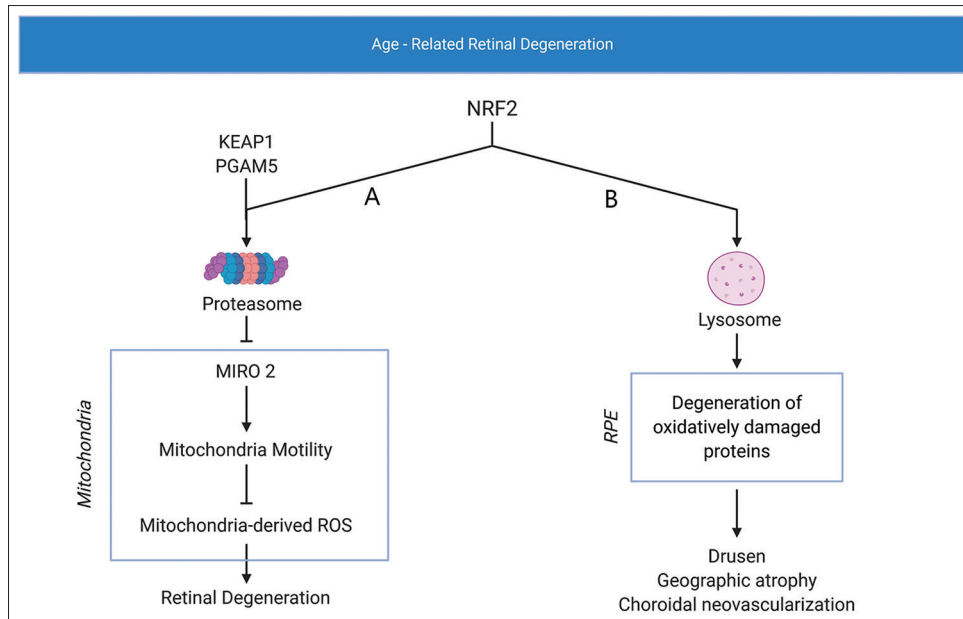 Age - Related Retinal Degeneration
NRF2
KEAP1
PGAM5
A
B
Proteasome
Lysosome
Mitochondria
MIRO 2
Mitochondria Motility
Mitochondria-derived ROS
Retinal Degeneration
RPE
Degeneration of
oxidatively damaged
proteins
Drusen
Geographic atrophy
Choroidal neovascularization